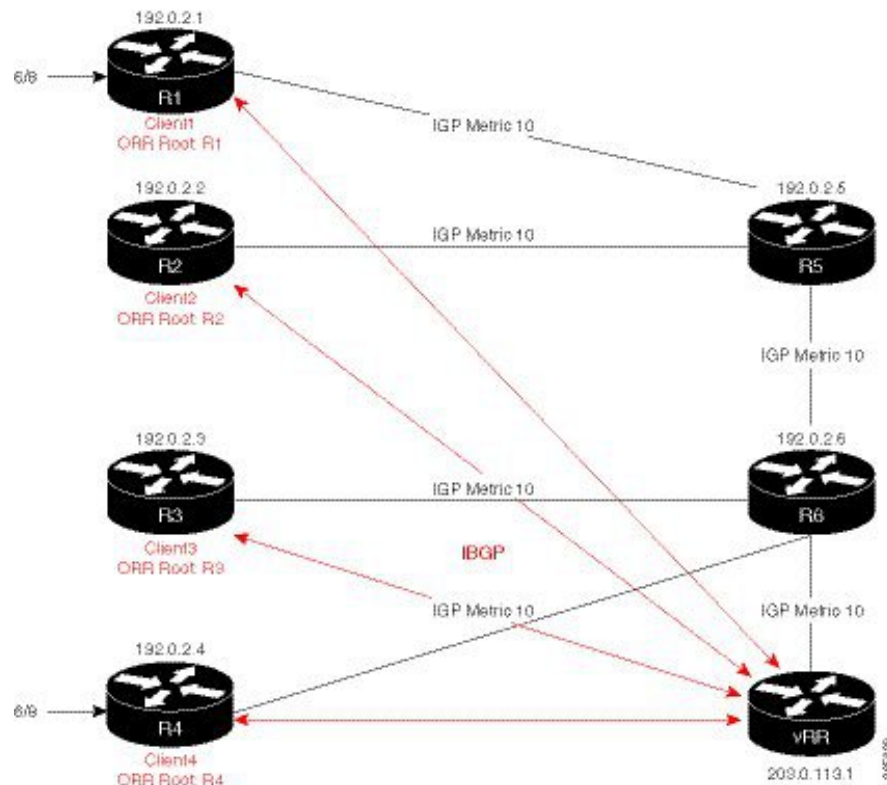 192.0.2.1
6/8
R1
Client1
ORR Root R1
IGP Metric 10
192.0.2.2
192.0.2.5
R2
IGP Metric 10
R5
Client2
ORR Root R2
IGP Metric 10
192.0.2.3
192.0.2.6
R3
IGP Metric 10
R6
Client3
ORR Root R3
IBGP
IGP Metric 10
IGP Metric 10
192.0.2.4
6/8
R4
vRR
Client4
ORR Root R4
203.0.113.1